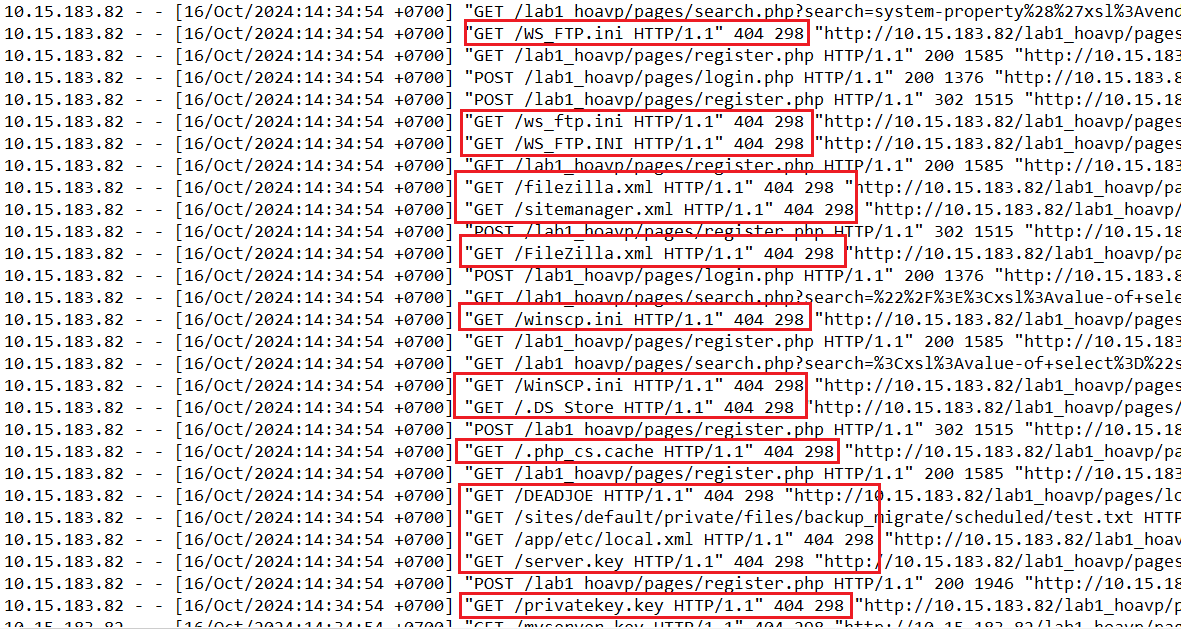 10.15.183.82 - - [16/Oct/2024:14:34:54 +0700] "GET /lab1_hoavp/pages/search.php?search=system-property%28%27xsl%3Avend
10.15.183.82 - - [16/Oct/2024:14:34:54 +0700] "GET /WS_FTP.ini HTTP/1.1" 404 298 "http://10.15.183.82/lab1_hoavp/pages
10.15.183.82 - - [16/Oct/2024:14:34:54 +0700] "GET /lab1_hoavp/pages/register.php HTTP/1.1" 200 1585 "http://10.15.183
10.15.183.82 - - [16/Oct/2024:14:34:54 +0700] "POST /lab1_hoavp/pages/login.php HTTP/1.1" 200 1376 "http://10.15.183.8
10.15.183.82 - - [16/Oct/2024:14:34:54 +0700] "POST /lab1_hoavp/pages/register.php HTTP/1.1" 302 1515 "http://10.15.18
10.15.183.82 - - [16/Oct/2024:14:34:54 +0700] "GET /ws_ftp.ini HTTP/1.1" 404 298 "http://10.15.183.82/lab1_hoavp/pages
10.15.183.82 - - [16/Oct/2024:14:34:54 +0700] "GET /WS_FTP.INI HTTP/1.1" 404 298 "http://10.15.183.82/lab1_hoavp/pages
10.15.183.82 - - [16/Oct/2024:14:34:54 +0700] "GET /lab1_hoavp/pages/register.php HTTP/1.1" 200 1585 "http://10.15.183
10.15.183.82 - - [16/Oct/2024:14:34:54 +0700] "GET /filezilla.xml HTTP/1.1" 404 298 "http://10.15.183.82/lab1_hoavp/pa
10.15.183.82 - - [16/Oct/2024:14:34:54 +0700] "GET /sitemanager.xml HTTP/1.1" 404 298 "http://10.15.183.82/lab1_hoavp/
10.15.183.82 - - [16/Oct/2024:14:34:54 +0700] "POST /lab1_hoavp/pages/register.php HTTP/1.1" 302 1515 "http://10.15.18
10.15.183.82 - - [16/Oct/2024:14:34:54 +0700] "GET /FileZilla.xml HTTP/1.1" 404 298 "http://10.15.183.82/lab1_hoavp/pa
10.15.183.82 - - [16/Oct/2024:14:34:54 +0700] "POST /lab1_hoavp/pages/login.php HTTP/1.1" 200 1376 "http://10.15.183.8
10.15.183.82 - - [16/Oct/2024:14:34:54 +0700] "GET /lab1_hoavp/pages/search.php?search=%22%2F%3E%3Cxsl%3Avalue-of+sele
10.15.183.82 - - [16/Oct/2024:14:34:54 +0700] "GET /winscp.ini HTTP/1.1" 404 298 "http://10.15.183.82/lab1_hoavp/pages
10.15.183.82 - - [16/Oct/2024:14:34:54 +0700] "GET /lab1_hoavp/pages/register.php HTTP/1.1" 200 1585 "http://10.15.183
10.15.183.82 - - [16/Oct/2024:14:34:54 +0700] "GET /lab1_hoavp/pages/search.php?search=%3Cxsl%3Avalue-of+select%3D%22s
10.15.183.82 - - [16/Oct/2024:14:34:54 +0700] "GET /WinSCP.ini HTTP/1.1" 404 298 "http://10.15.183.82/lab1_hoavp/pages
10.15.183.82 - - [16/Oct/2024:14:34:54 +0700] "GET /.DS_Store HTTP/1.1" 404 298 "http://10.15.183.82/lab1_hoavp/pages/
10.15.183.82 - - [16/Oct/2024:14:34:54 +0700] "POST /lab1_hoavp/pages/register.php HTTP/1.1" 302 1515 "http://10.15.18
10.15.183.82 - - [16/Oct/2024:14:34:54 +0700] "GET /.php_cs.cache HTTP/1.1" 404 298 "http://10.15.183.82/lab1_hoavp/pa
10.15.183.82 - - [16/Oct/2024:14:34:54 +0700] "GET /lab1_hoavp/pages/register.php HTTP/1.1" 200 1585 "http://10.15.183
10.15.183.82 - - [16/Oct/2024:14:34:54 +0700] "GET /DEADJOE HTTP/1.1" 404 298 "http://10.15.183.82/lab1_hoavp/pages/lo
10.15.183.82 - - [16/Oct/2024:14:34:54 +0700] "GET /sites/default/private/files/backup_migrate/scheduled/test.txt HTTP
10.15.183.82 - - [16/Oct/2024:14:34:54 +0700] "GET /app/etc/local.xml HTTP/1.1" 404 298 "http://10.15.183.82/lab1_hoav
10.15.183.82 - - [16/Oct/2024:14:34:54 +0700] "GET /server.key HTTP/1.1" 404 298 "http://10.15.183.82/lab1_hoavp/pages
10.15.183.82 - - [16/Oct/2024:14:34:54 +0700] "POST /lab1_hoavp/pages/register.php HTTP/1.1" 200 1946 "http://10.15.18
10.15.183.82 - - [16/Oct/2024:14:34:54 +0700] "GET /privatekey.key HTTP/1.1" 404 298 "http://10.15.183.82/lab1_hoavp/p
10.15.183.82 - - [16/Oct/2024:14:34:54 +0700] "GET /myserver.key HTTP/1.1" 404 298 "http://10.15.183.82/lab1_hoavp/pag